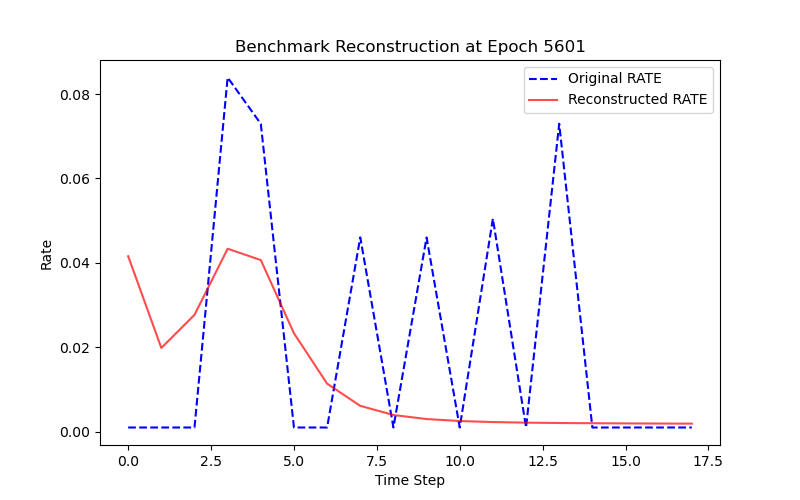 Benchmark Reconstruction at Epoch 5601
Original RATE
Reconstructed RATE
Rate
0.08
0.06
0.04
0.02
0.00
0.0 2.5 5.0 7.5 10.0 12.5 15.0 17.5
Time Step